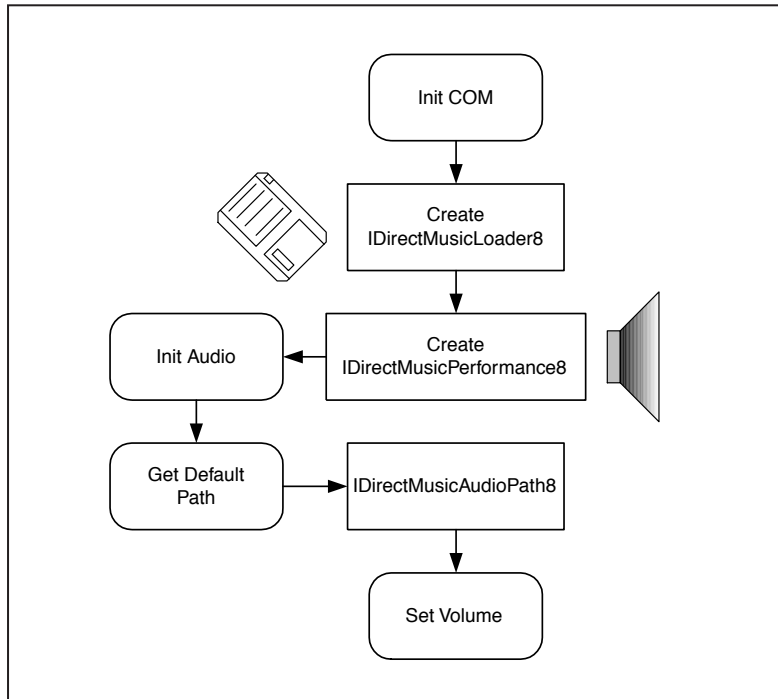 Init COM
Create
IDirectMusicLoader8
Create
IDirectMusicPerformance8
Init Audio
Get Default
Path
IDirectMusicAudioPath8
Set Volume